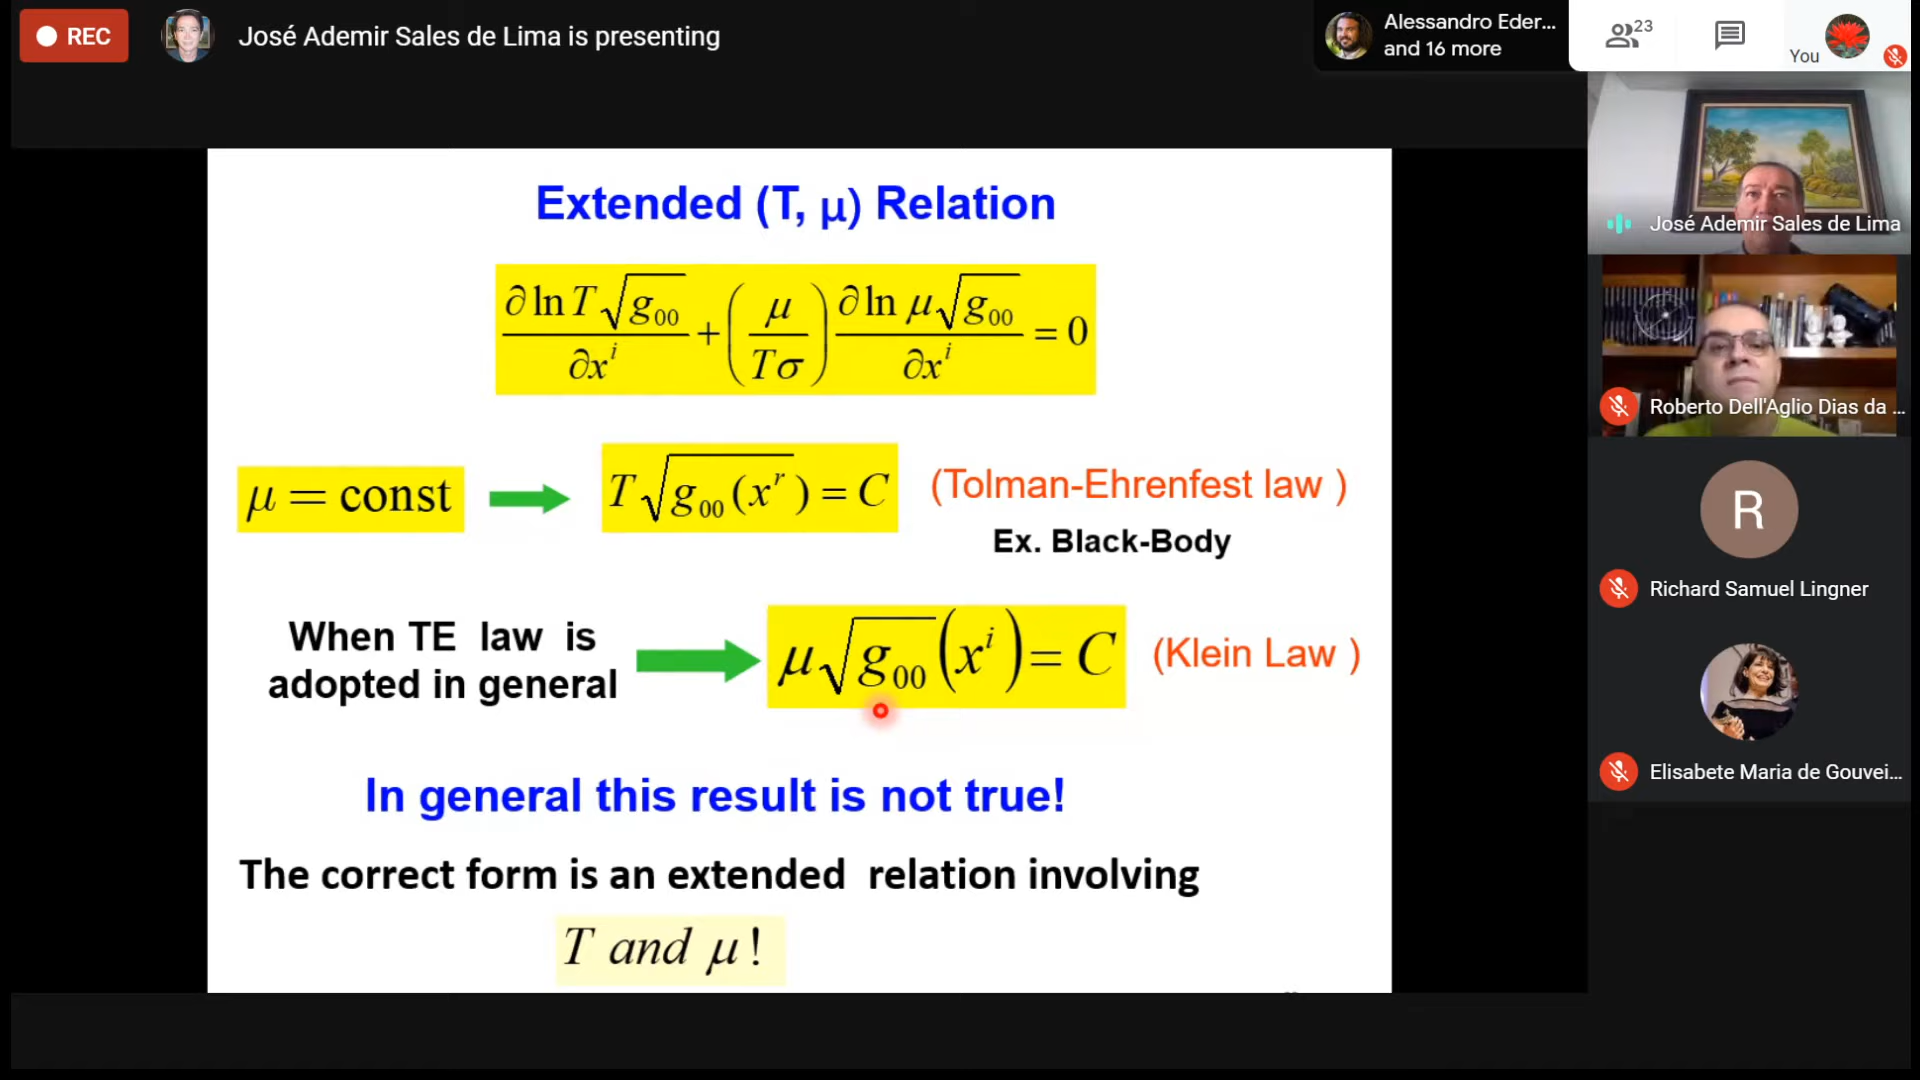 REC
José Ademir Sales de Lima is presenting
Alessandro Eder...
and 16 more
23
You
Extended (T, μ) Relation
∂ ln T√g₀₀ / ∂xⁱ + (μ / Tσ) ∂ ln μ√g₀₀ / ∂xⁱ = 0
μ = const
T√g₀₀(xʳ) = C
(Tolman-Ehrenfest law )
Ex. Black-Body
When TE law is
adopted in general
μ√g₀₀(xⁱ) = C
(Klein Law )
In general this result is not true!
The correct form is an extended relation involving
T and μ!
José Ademir Sales de Lima
Roberto Dell'Aglio Dias da ...
R
Richard Samuel Lingner
Elisabete Maria de Gouvei...